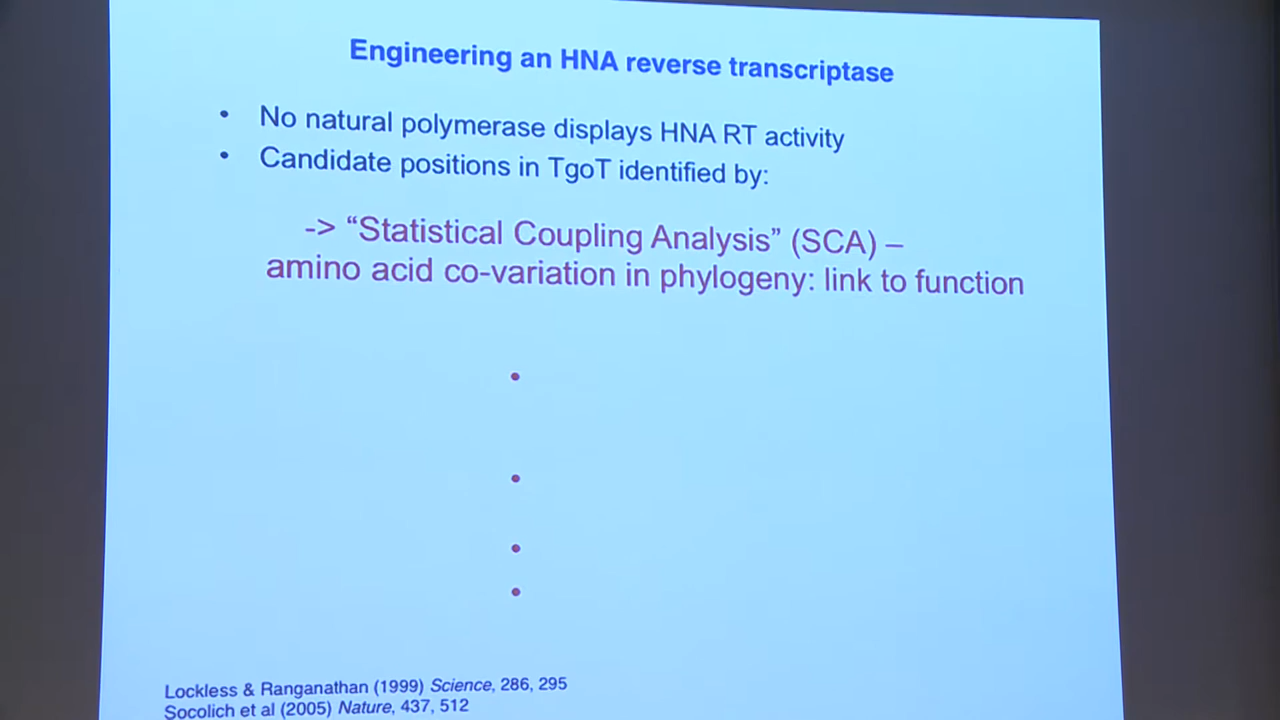 Engineering an HNA reverse transcriptase
• No natural polymerase displays HNA RT activity
• Candidate positions in TgoT identified by:
-> “Statistical Coupling Analysis” (SCA) –
amino acid co-variation in phylogeny: link to function
•
•
•
•
Lockless & Ranganathan (1999) Science, 286, 295
Socolich et al (2005) Nature, 437, 512